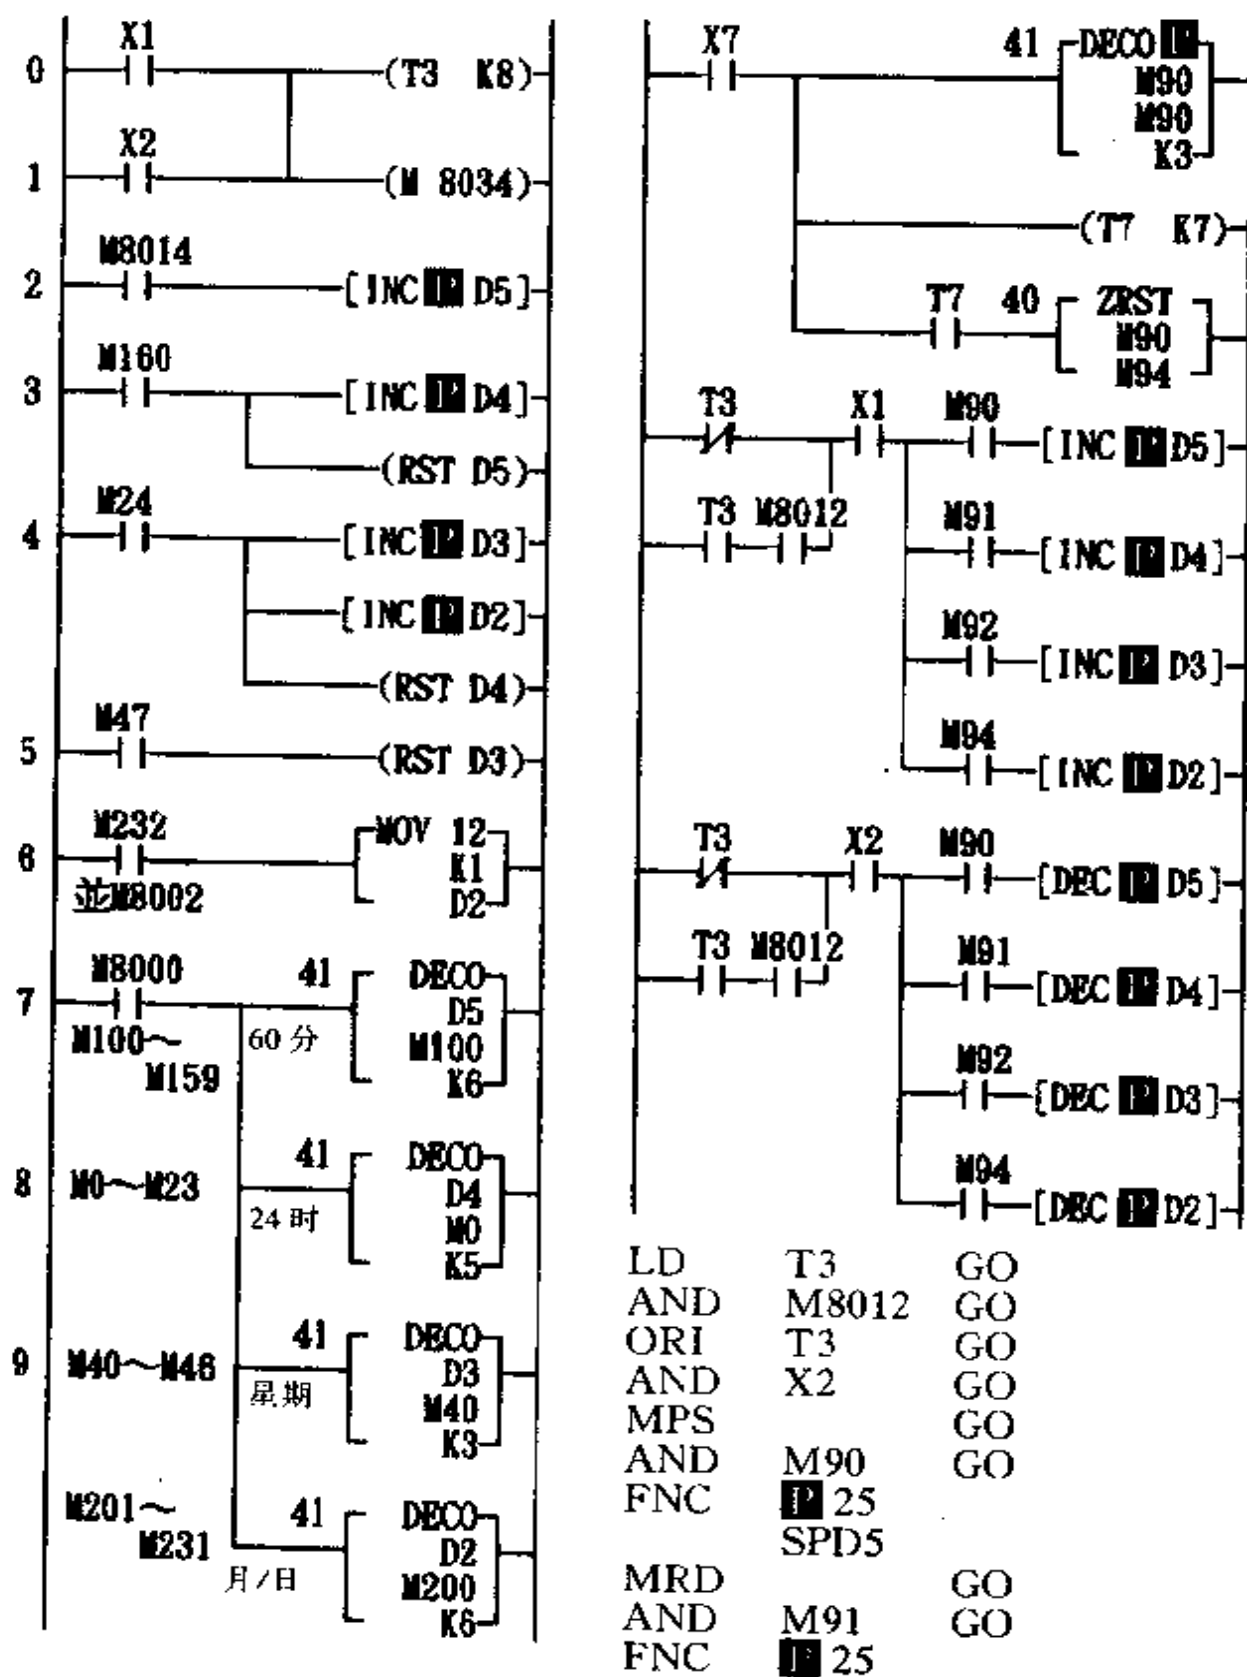 X1
0 (T3 K8)
X2
1 (M 8034)
M8014
2 [INC P D5]
M160
3 [INC P D4]
(RST D5)
M24
4 [INC P D3]
[INC P D2]
(RST D4)
M47
5 (RST D3)
M232
6 MOV 12
K1
並M8002 D2
M8000
7 41 DECO
D5
M100～ 60 分 M100
M159 K6
41 DECO
8 M0～M23 D4
24 时 M0
K5
41 DECO
9 M40～M46 D3
星期 M40
K3
M201～ 41 DECO
M231 D2
月/日 M200
K6
X7 41 DECO P
M90
M90
K3
(T7 K7)
T7 40 ZRST
M90
M94
T3 X1 M90
[INC P D5]
T3 M8012 M91
[INC P D4]
M92
[INC P D3]
M94
[INC P D2]
T3 X2 M90
[DEC P D5]
T3 M8012 M91
[DEC P D4]
M92
[DEC P D3]
M94
[DEC P D2]
LD T3 GO
AND M8012 GO
ORI T3 GO
AND X2 GO
MPS GO
AND M90 GO
FNC P 25
SPD5
MRD GO
AND M91 GO
FNC P 25